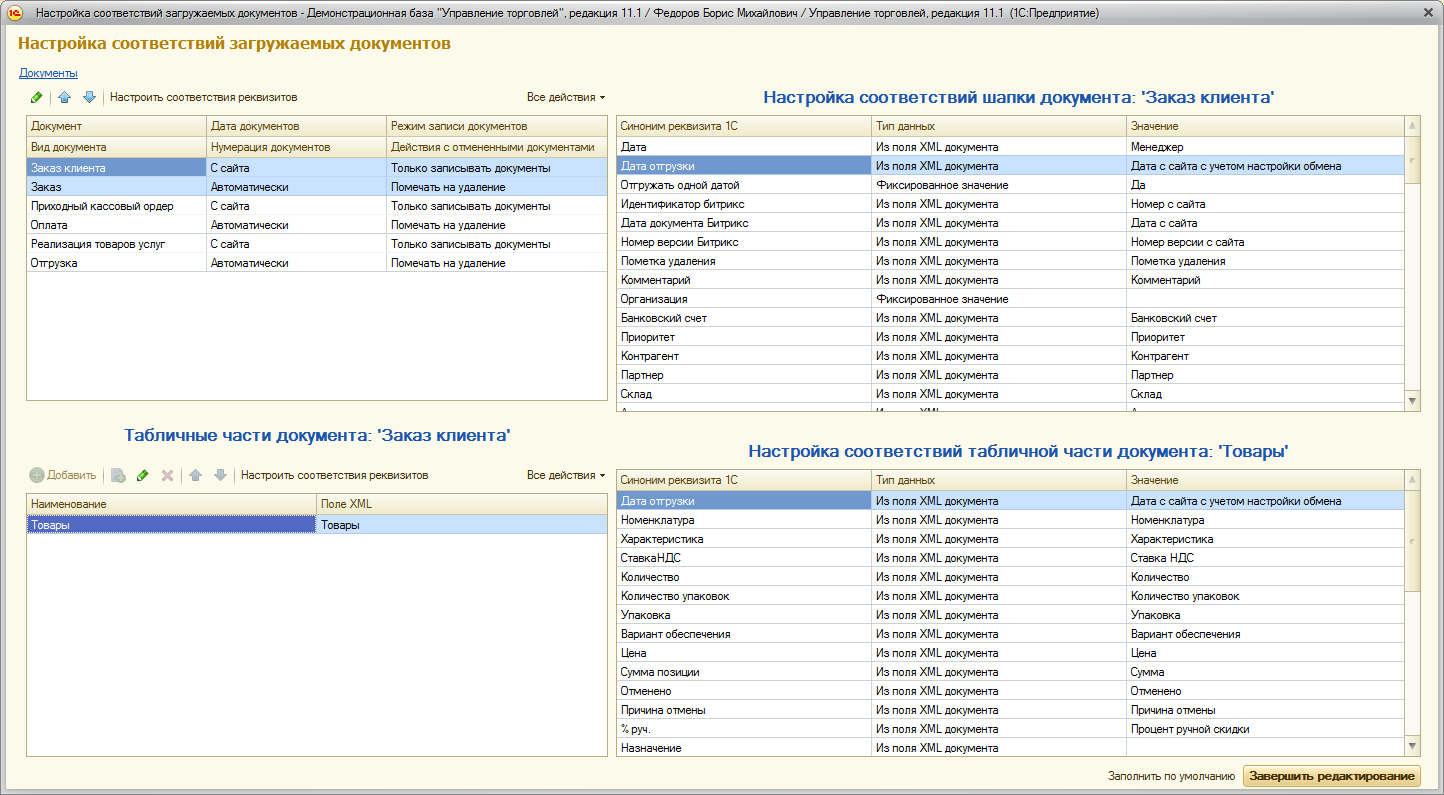 Настройка соответствий загружаемых документов - Демонстрационная база "Управление торговлей", редакция 11.1 / Федоров Борис Михайлович / Управление торговлей, редакция 11.1 (1С:Предприятие)
Настройка соответствий загружаемых документов
Документы
Настроить соответствия реквизитов Все действия
Документ Дата документов Режим записи документов
Вид документа Нумерация документов Действия с отмененными документами
Заказ клиента С сайта Только записывать документы
Заказ Автоматически Помечать на удаление
Приходный кассовый ордер С сайта Только записывать документы
Оплата Автоматически Помечать на удаление
Реализация товаров услуг С сайта Только записывать документы
Отгрузка Автоматически Помечать на удаление
Настройка соответствий шапки документа: 'Заказ клиента'
Синоним реквизита 1С Тип данных Значение
Дата Из поля XML документа Менеджер
Дата отгрузки Из поля XML документа Дата с сайта с учетом настройки обмена
Отгружать одной датой Фиксированное значение Да
Идентификатор битрикс Из поля XML документа Номер с сайта
Дата документа Битрикс Из поля XML документа Дата с сайта
Номер версии Битрикс Из поля XML документа Номер версии с сайта
Пометка удаления Из поля XML документа Пометка удаления
Комментарий Из поля XML документа Комментарий
Организация Фиксированное значение
Банковский счет Из поля XML документа Банковский счет
Приоритет Из поля XML документа Приоритет
Контрагент Из поля XML документа Контрагент
Партнер Из поля XML документа Партнер
Склад Из поля XML документа Склад
Табличные части документа: 'Заказ клиента'
Добавить Настроить соответствия реквизитов Все действия
Наименование Поле XML
Товары Товары
Настройка соответствий табличной части документа: 'Товары'
Синоним реквизита 1С Тип данных Значение
Дата отгрузки Из поля XML документа Дата с сайта с учетом настройки обмена
Номенклатура Из поля XML документа Номенклатура
Характеристика Из поля XML документа Характеристика
СтавкаНДС Из поля XML документа Ставка НДС
Количество Из поля XML документа Количество
Количество упаковок Из поля XML документа Количество упаковок
Упаковка Из поля XML документа Упаковка
Вариант обеспечения Из поля XML документа Вариант обеспечения
Цена Из поля XML документа Цена
Сумма позиции Из поля XML документа Сумма
Отменено Из поля XML документа Отменено
Причина отмены Из поля XML документа Причина отмены
% руч. Из поля XML документа Процент ручной скидки
Назначение Из поля XML документа
Заполнить по умолчанию Завершить редактирование